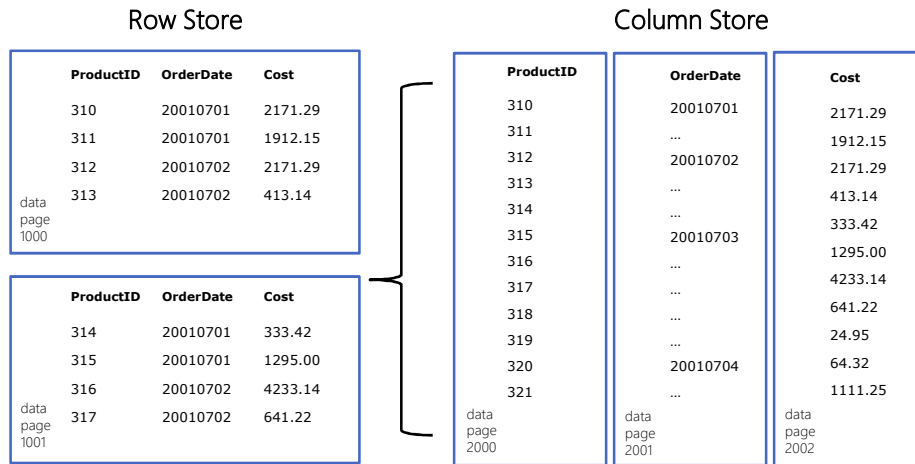 Row Store
ProductID OrderDate Cost
310 20010701 2171.29
311 20010701 1912.15
312 20010702 2171.29
313 20010702 413.14
data
page
1000
ProductID OrderDate Cost
314 20010701 333.42
315 20010701 1295.00
316 20010702 4233.14
317 20010702 641.22
data
page
1001
Column Store
ProductID
310
311
312
313
314
315
316
317
318
319
320
321
data
page
2000
OrderDate
20010701
...
20010702
...
...
20010703
...
...
...
...
20010704
...
data
page
2001
Cost
2171.29
1912.15
2171.29
413.14
333.42
1295.00
4233.14
641.22
24.95
64.32
1111.25
data
page
2002